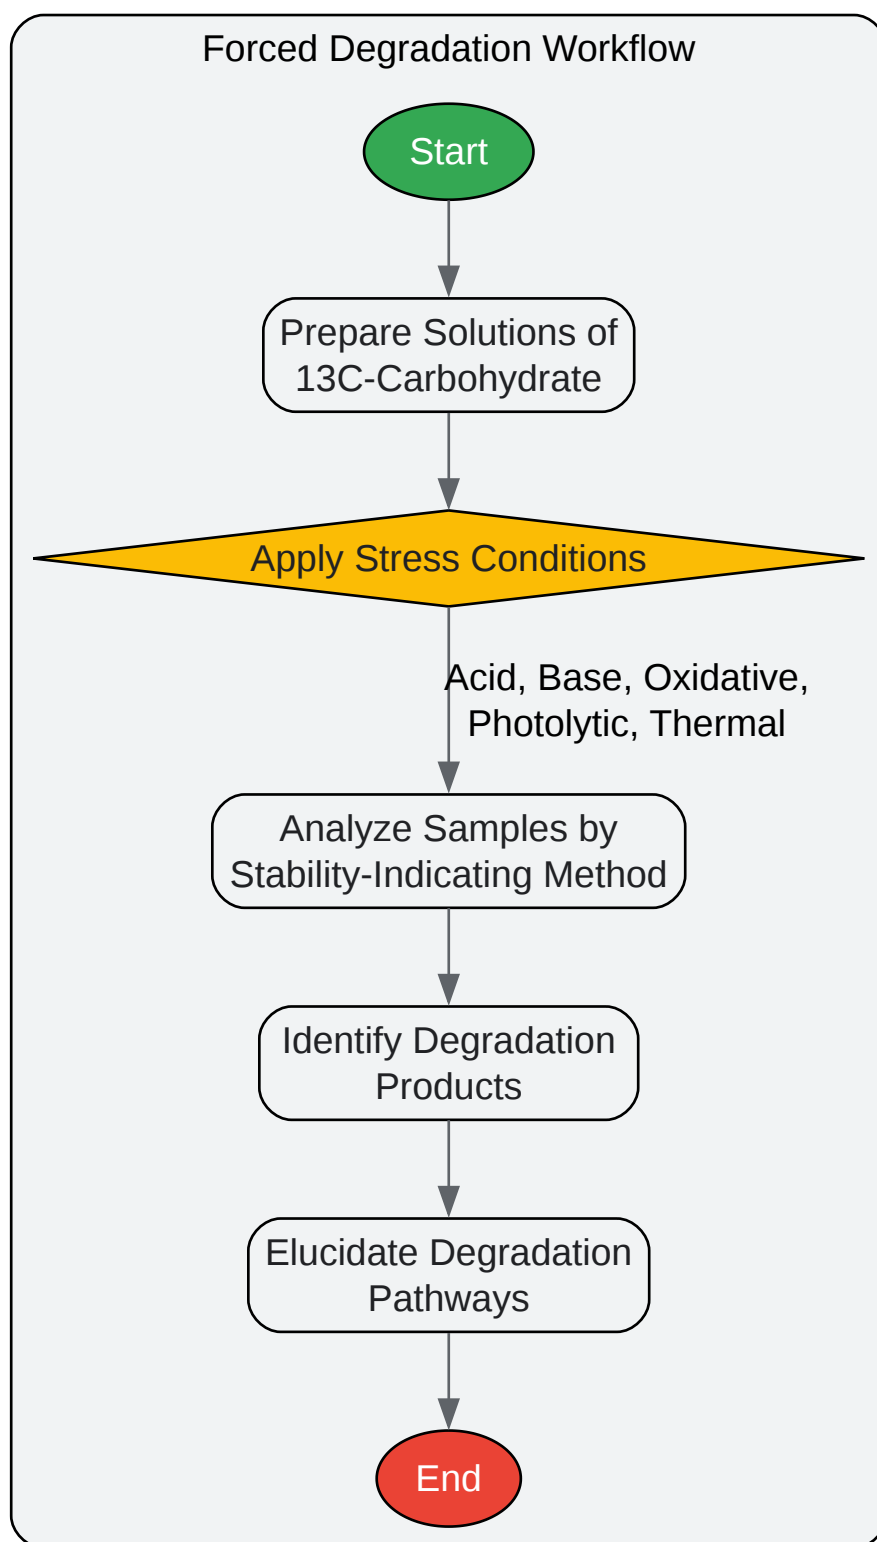 Forced Degradation Workflow
Start
Prepare Solutions of
13C-Carbohydrate
Apply Stress Conditions
Acid, Base, Oxidative,
Photolytic, Thermal
Analyze Samples by
Stability-Indicating Method
Identify Degradation
Products
Elucidate Degradation
Pathways
End